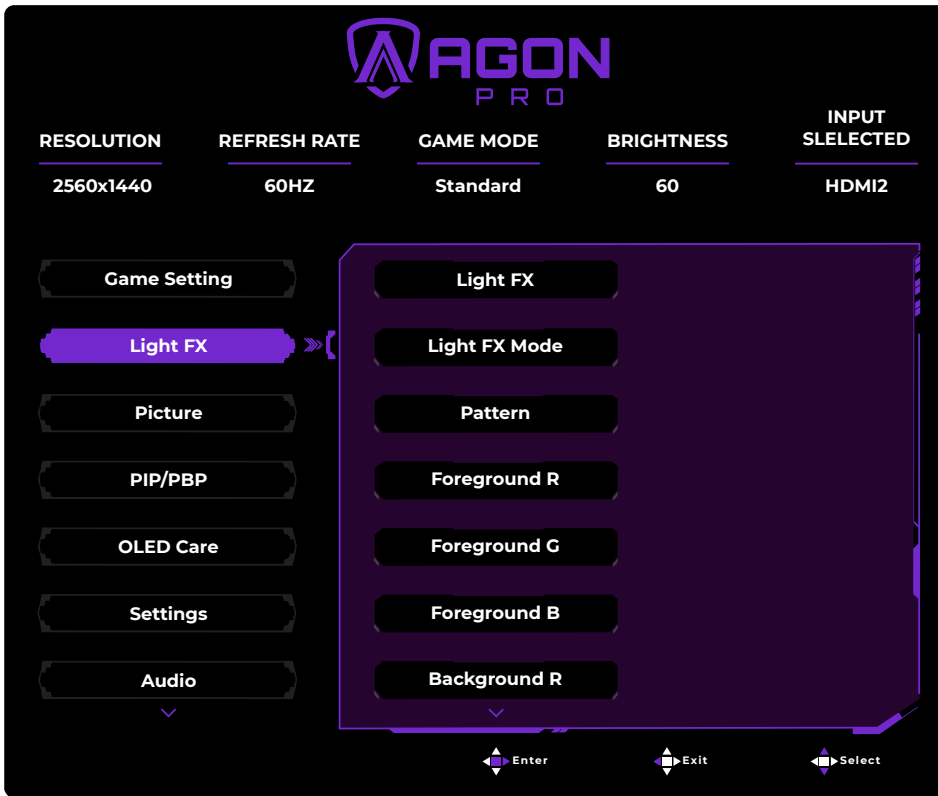 AGON
PRO
RESOLUTION
REFRESH RATE
GAME MODE
BRIGHTNESS
INPUT
SLELECTED
2560x1440
60HZ
Standard
60
HDMI2
Game Setting
Light FX
Picture
PIP/PBP
OLED Care
Settings
Audio
Light FX
Light FX Mode
Pattern
Foreground R
Foreground G
Foreground B
Background R
Enter
Exit
Select